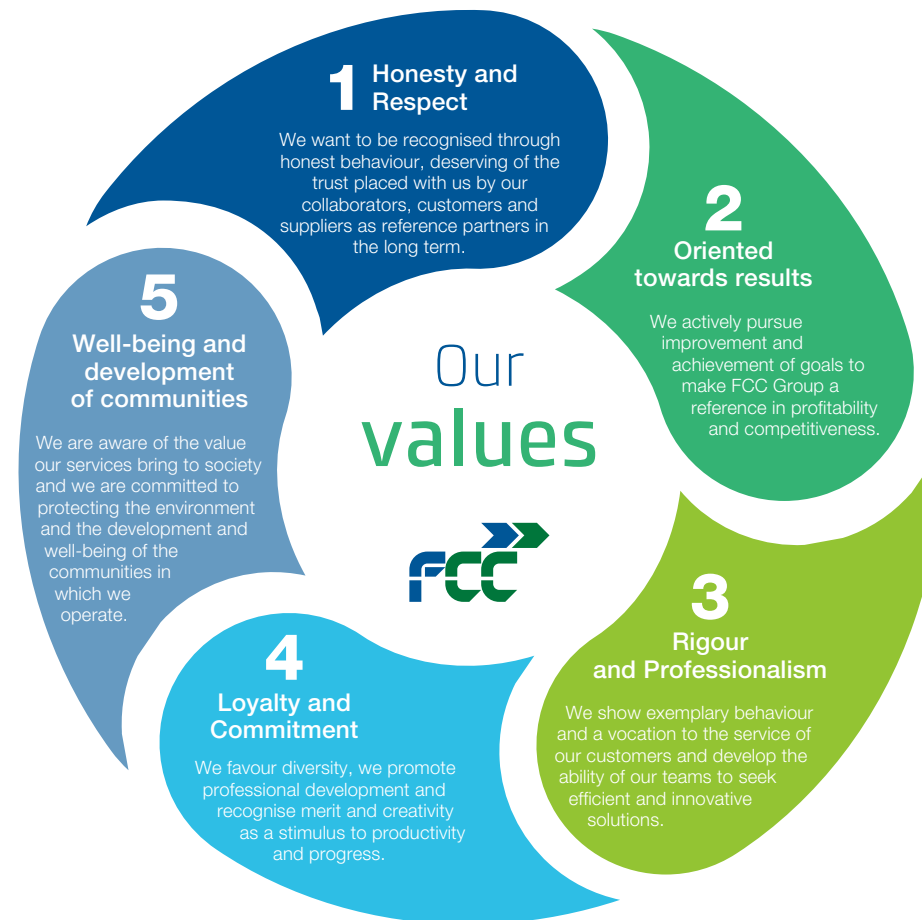 1 Honesty and
Respect
We want to be recognised through
honest behaviour, deserving of the
trust placed with us by our
collaborators, customers and
suppliers as reference partners in
the long term.
2
Oriented
towards results
We actively pursue
improvement and
achievement of goals to
make FCC Group a
reference in profitability
and competitiveness.
3
Rigour
and Professionalism
We show exemplary behaviour
and a vocation to the service of
our customers and develop the
ability of our teams to seek
efficient and innovative
solutions.
4
Loyalty and
Commitment
We favour diversity, we promote
professional development and
recognise merit and creativity
as a stimulus to productivity
and progress.
5
Well-being and
development
of communities
We are aware of the value
our services bring to society
and we are committed to
protecting the environment
and the development and
well-being of the
communities in
which we
operate.
Our
values
FCC